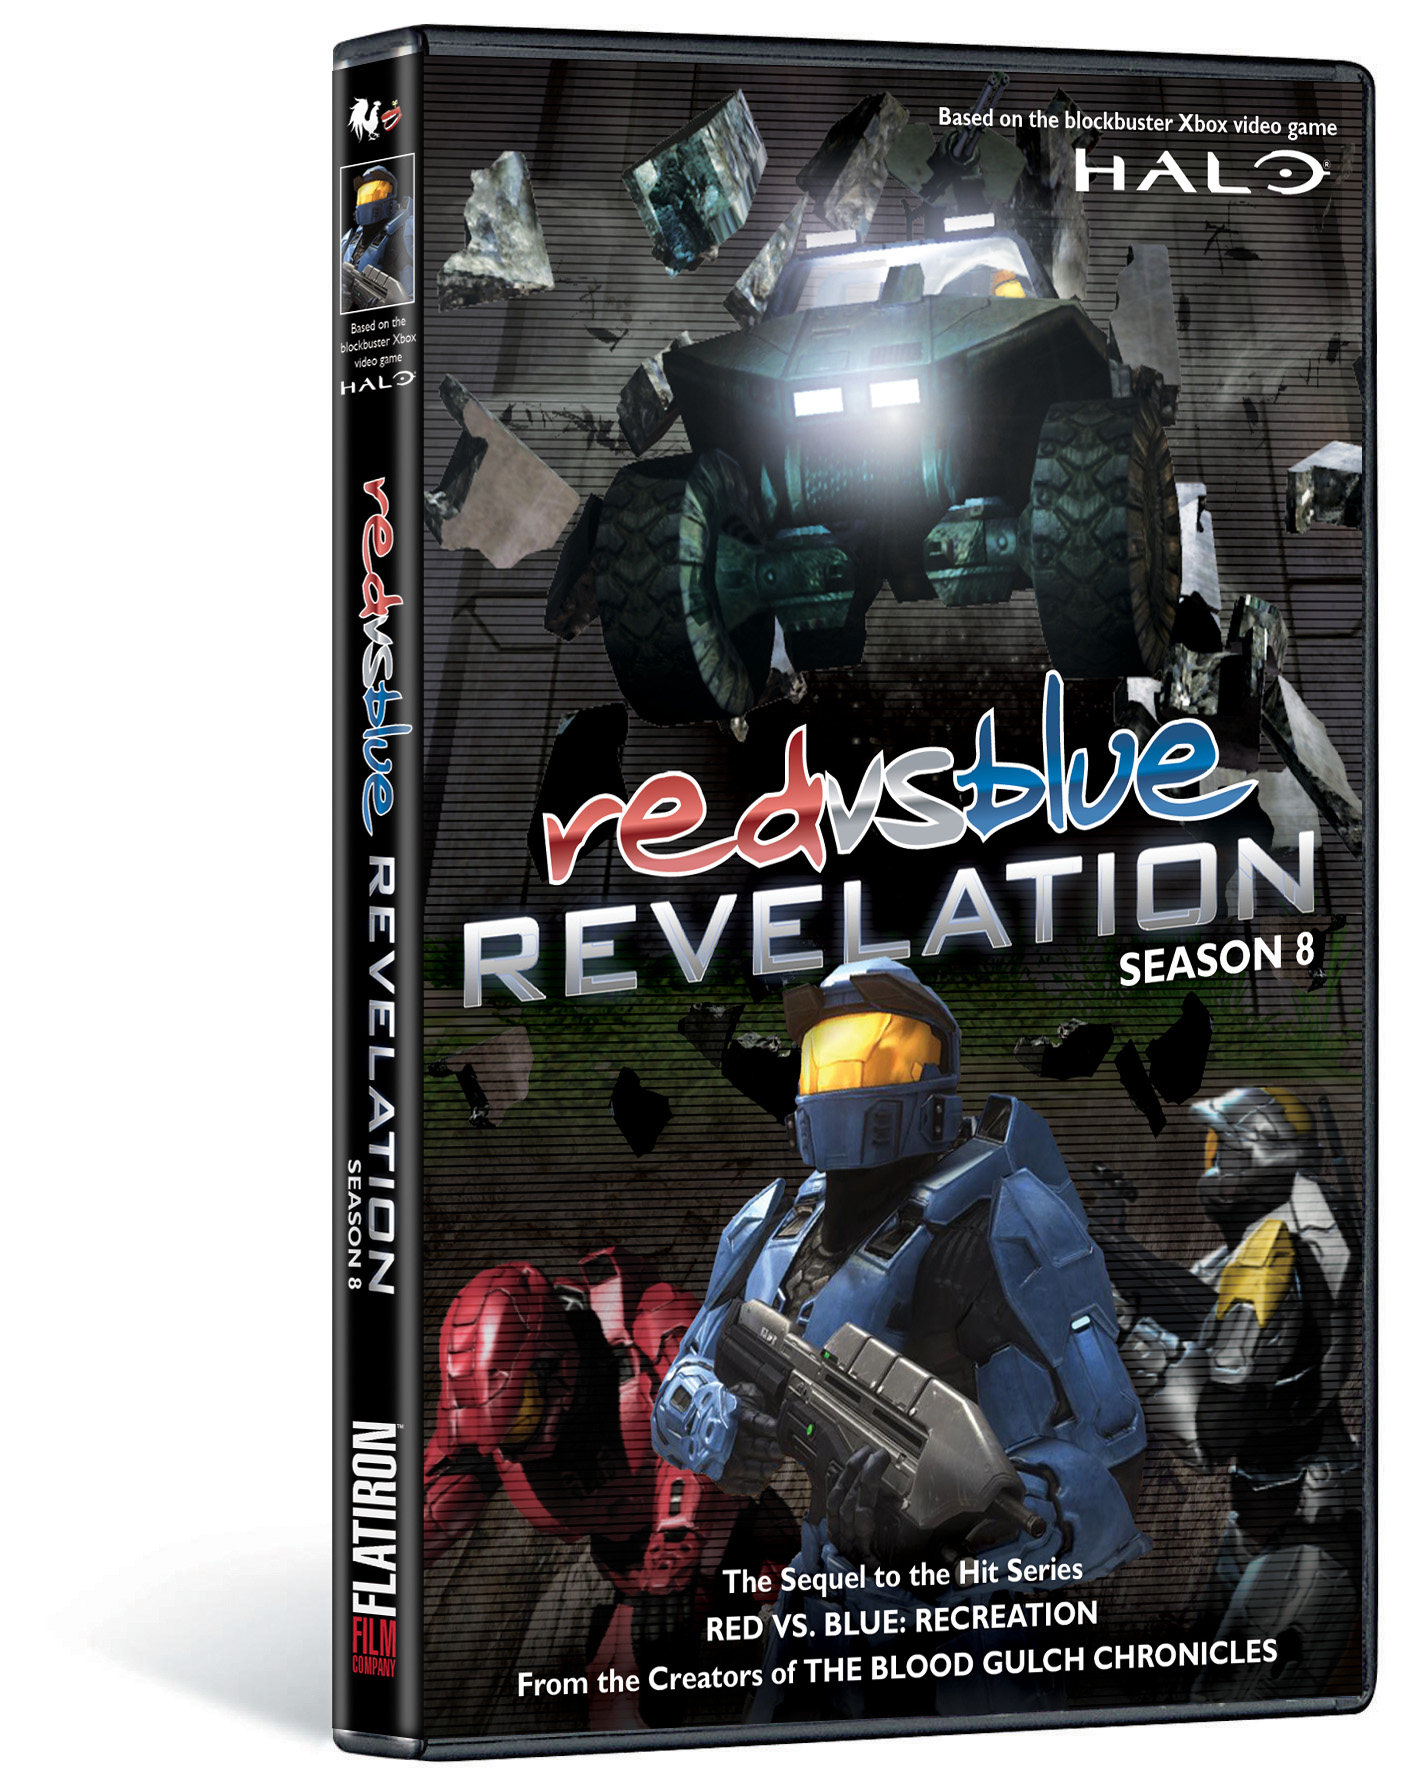 Based on the blockbuster Xbox video game
HALO®
redvsblue
REVELATION
SEASON 8
The Sequel to the Hit Series
RED VS. BLUE: RECREATION
From the Creators of THE BLOOD GULCH CHRONICLES
Based on the
blockbuster Xbox
video game
HALO
redvsblue REVELATION
SEASON 8
FLATIRON™
FILM
COMPANY